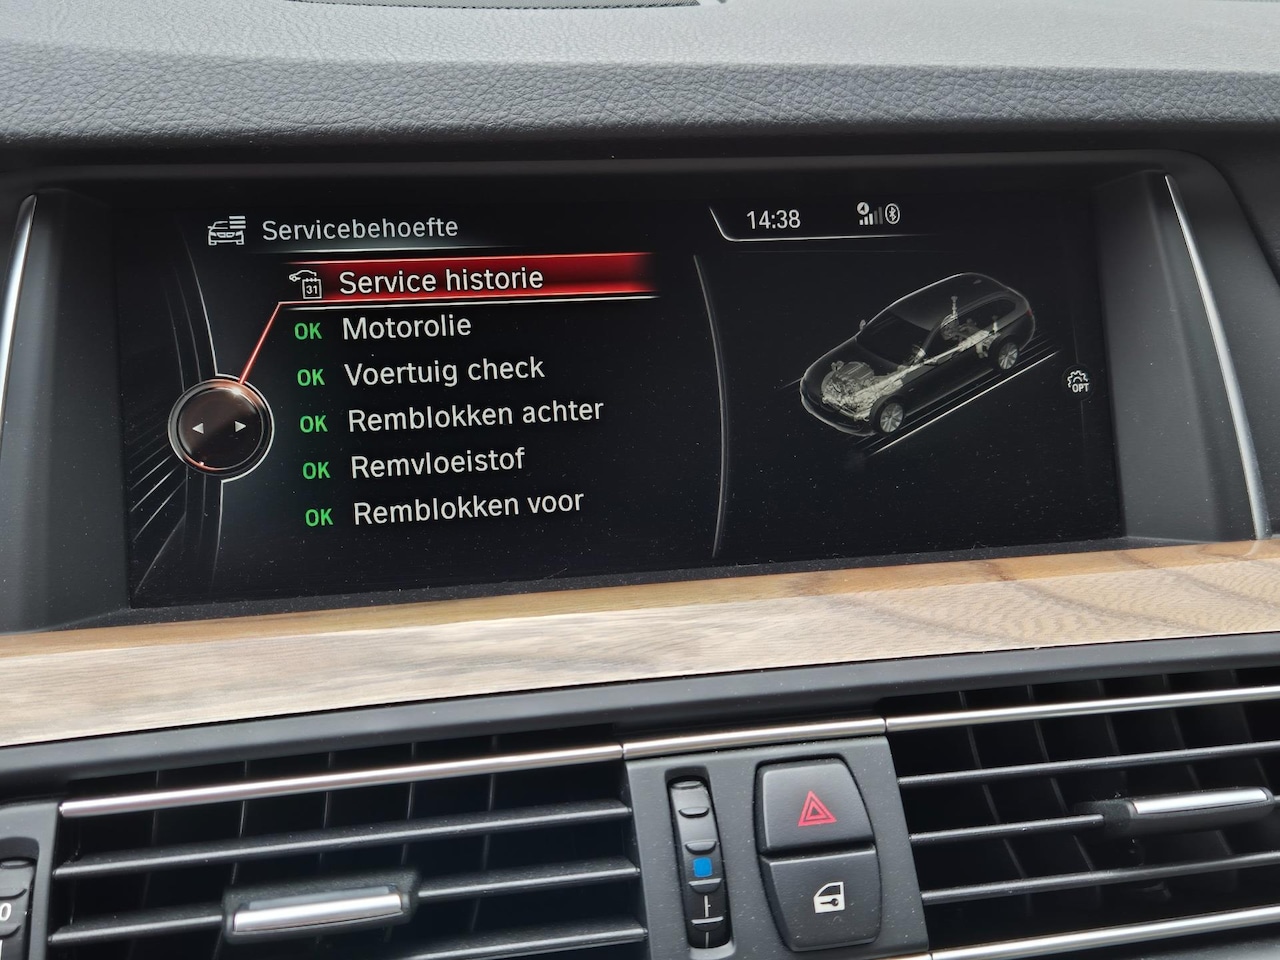 Servicebehoefte
14:38
31 Service historie
OK Motorolie
OK Voertuig check
OK Remblokken achter
OK Remvloeistof
OK Remblokken voor
OPT
0